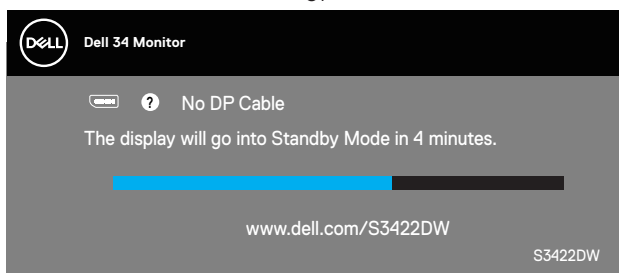 DELL
Dell 34 Monitor
? No DP Cable
The display will go into Standby Mode in 4 minutes.
www.dell.com/S3422DW
S3422DW